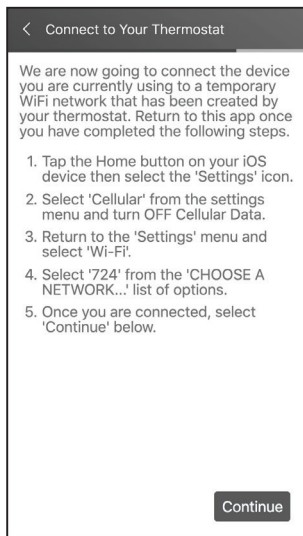 < Connect to Your Thermostat
We are now going to connect the device
you are currently using to a temporary
WiFi network that has been created by
your thermostat. Return to this app once
you have completed the following steps.
1. Tap the Home button on your iOS
device then select the 'Settings' icon.
2. Select 'Cellular' from the settings
menu and turn OFF Cellular Data.
3. Return to the 'Settings' menu and
select 'Wi-Fi'.
4. Select '724' from the 'CHOOSE A
NETWORK...' list of options.
5. Once you are connected, select
'Continue' below.
Continue